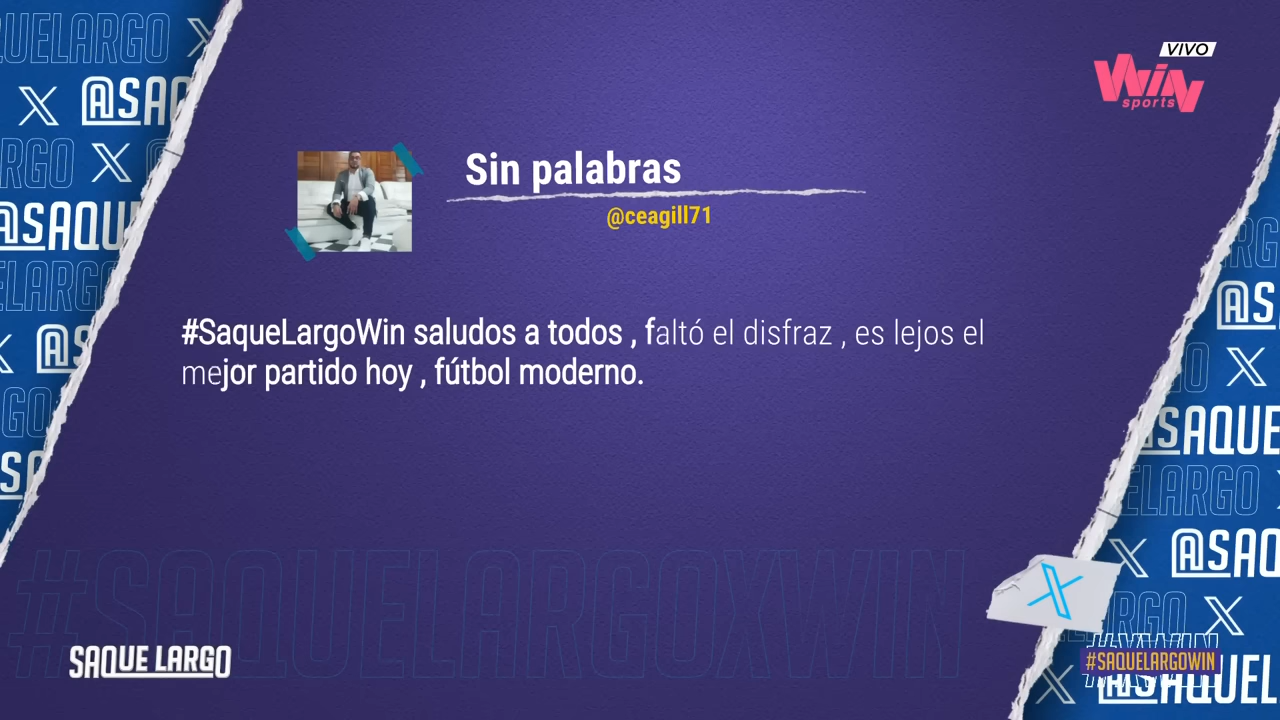 VIVO
Win
sports
Sin palabras
@ceagill71
#SaqueLargoWin saludos a todos , faltó el disfraz , es lejos el
mejor partido hoy , fútbol moderno.
#SAQUELARGOXWIN
SAQUE LARGO
#SAQUELARGOWIN